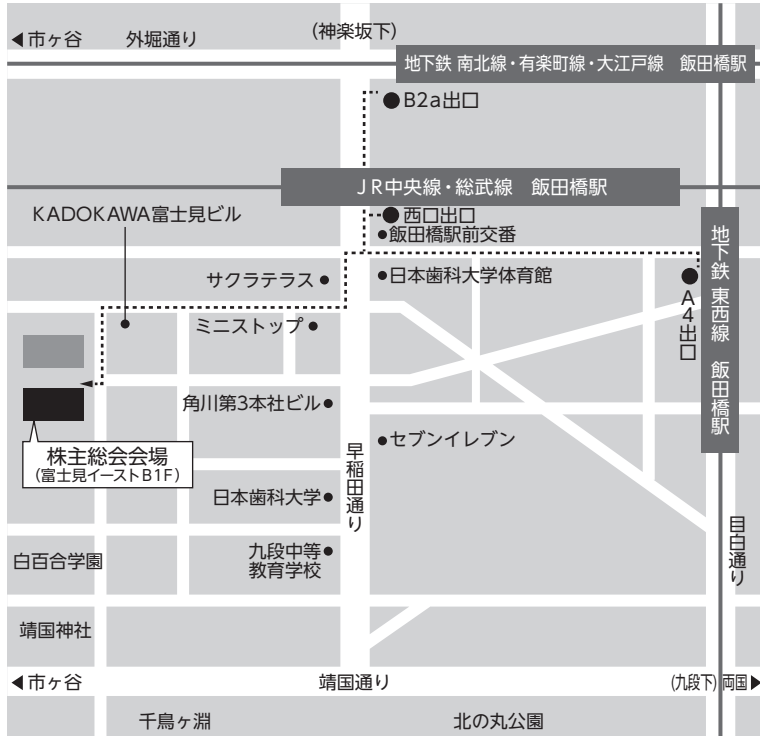 ◀市ヶ谷
外堀通り
(神楽坂下)
地下鉄 南北線・有楽町線・大江戸線　飯田橋駅
●B2a出口
JR中央線・総武線　飯田橋駅
KADOKAWA富士見ビル
●西口出口
●飯田橋駅前交番
サクラテラス●
●日本歯科大学体育館
地下鉄 東西線　飯田橋駅
●A4出口
ミニストップ●
角川第3本社ビル●
株主総会会場
(富士見イーストB1F)
早稲田通り
●セブンイレブン
日本歯科大学●
目白通り
白百合学園
九段中等●
教育学校
靖国神社
◀市ヶ谷
靖国通り
(九段下) 両国▶
千鳥ヶ淵
北の丸公園